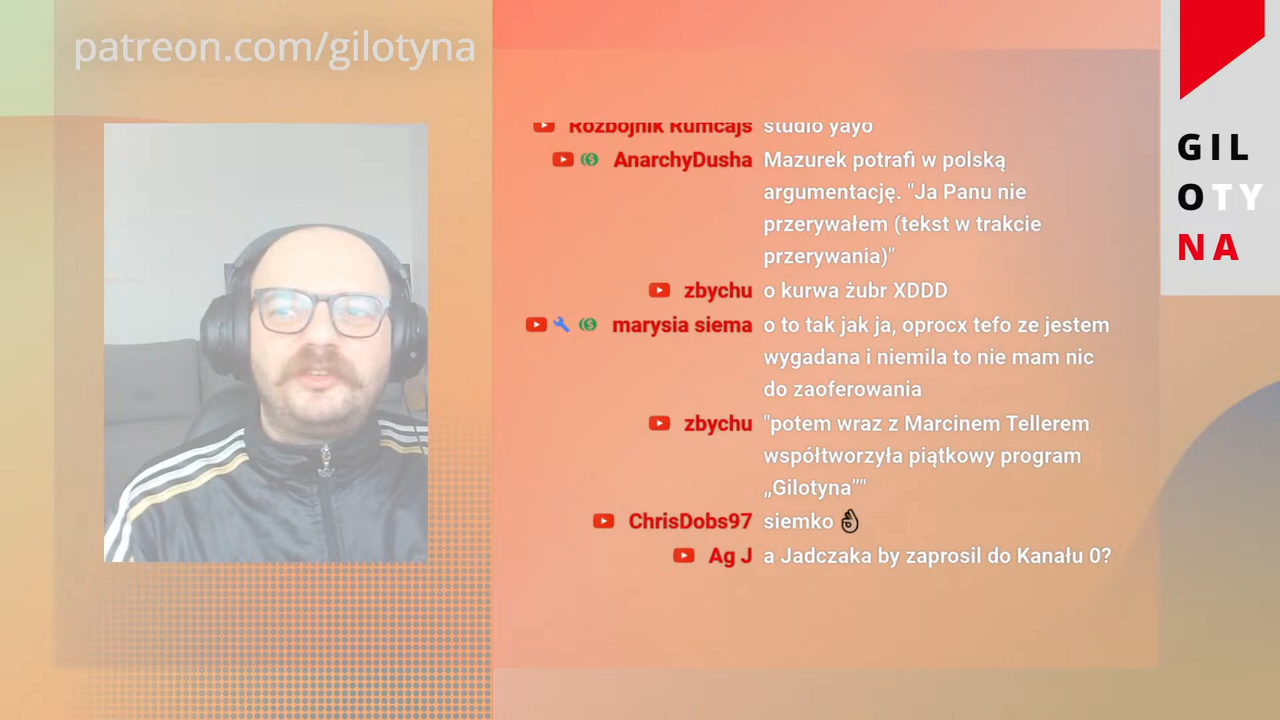 patreon.com/gilotyna
Rozbojnik Rumcajs studio yayo
AnarchyDusha Mazurek potrafi w polską
argumentację. "Ja Panu nie
przerywałem (tekst w trakcie
przerywania)"
zbychu o kurwa żubr XDDD
marysia siema o to tak jak ja, oprocx tefo ze jestem
wygadana i niemila to nie mam nic
do zaoferowania
zbychu "potem wraz z Marcinem Tellerem
współtworzyła piątkowy program
„Gilotyna”"
ChrisDobs97 siemko 👌
Ag J a Jadczaka by zaprosil do Kanału 0?
GIL
OTY
NA